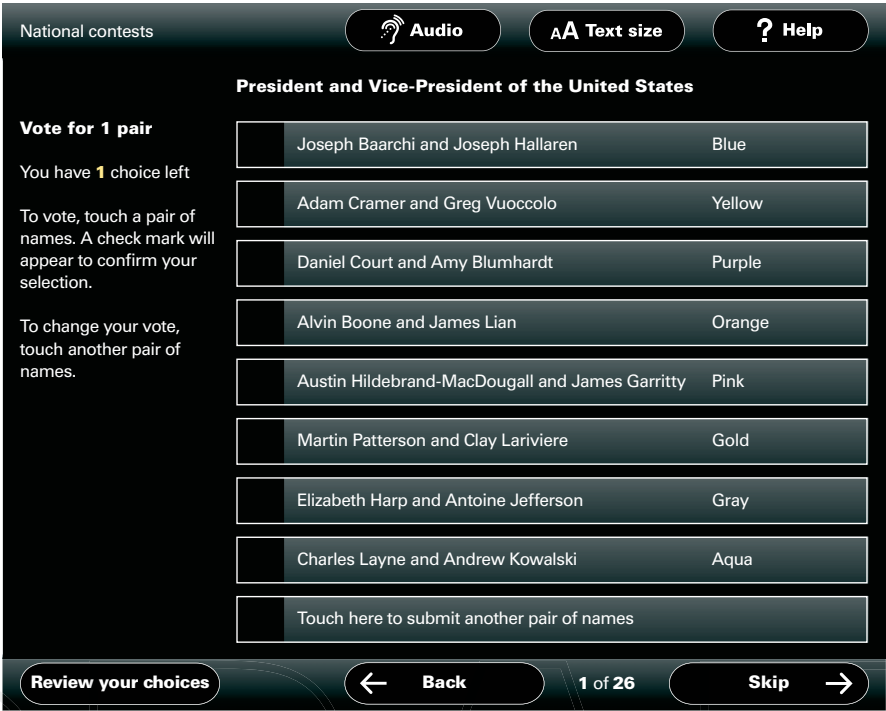 National contests
Audio
AA Text size
? Help
President and Vice-President of the United States
Vote for 1 pair
You have 1 choice left
To vote, touch a pair of
names. A check mark will
appear to confirm your
selection.
To change your vote,
touch another pair of
names.
Joseph Baarchi and Joseph Hallaren Blue
Adam Cramer and Greg Vuoccolo Yellow
Daniel Court and Amy Blumhardt Purple
Alvin Boone and James Lian Orange
Austin Hildebrand-MacDougall and James Garritty Pink
Martin Patterson and Clay Lariviere Gold
Elizabeth Harp and Antoine Jefferson Gray
Charles Layne and Andrew Kowalski Aqua
Touch here to submit another pair of names
Review your choices
Back
1 of 26
Skip